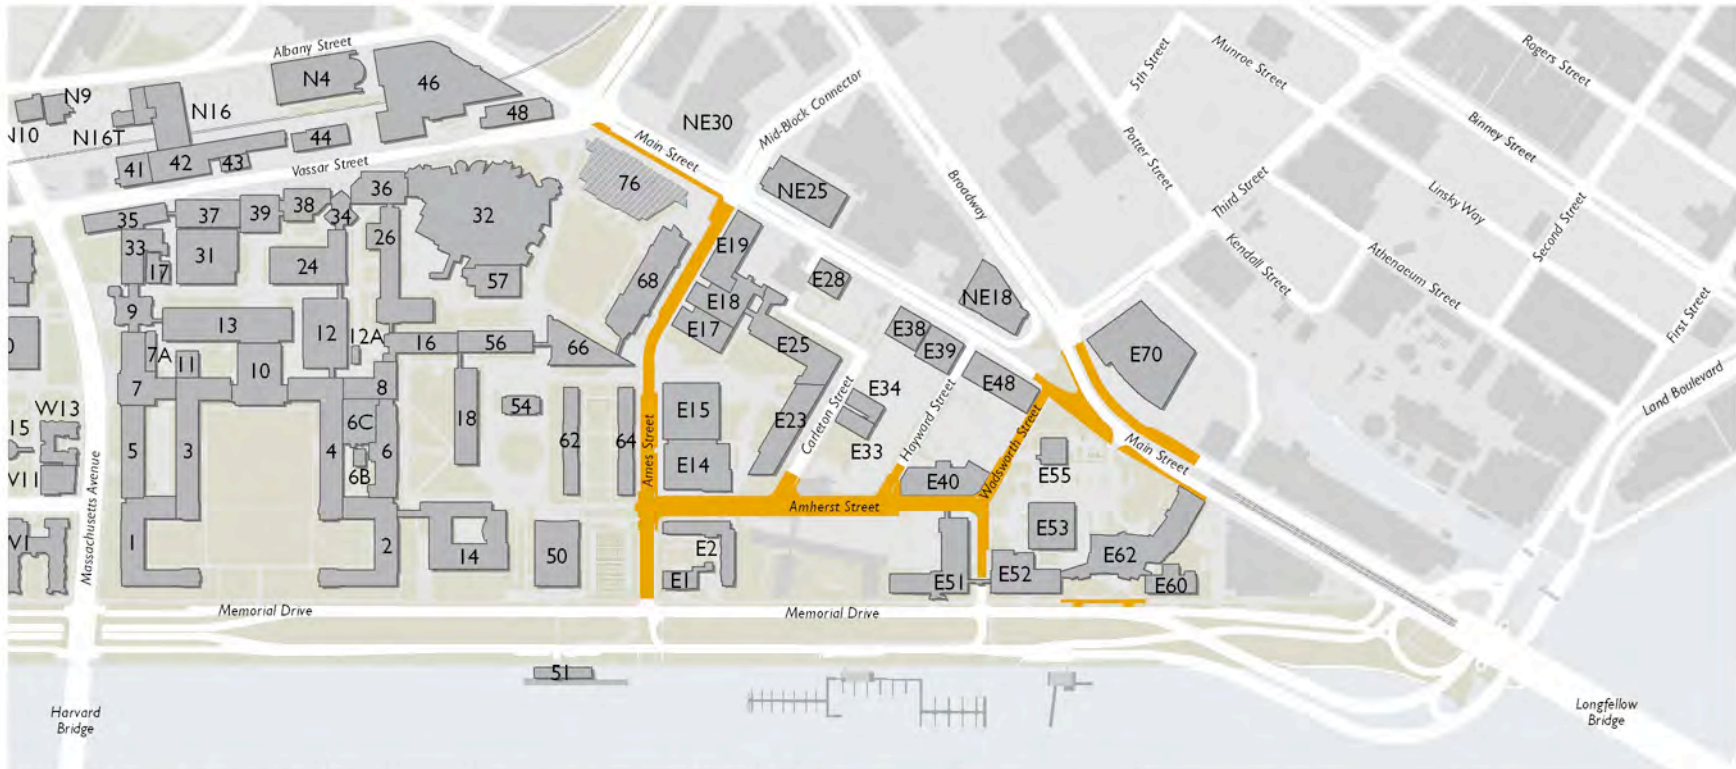 Albany Street
N9
N10
N16T
N16
N4
46
48
44
41
42
43
Vassar Street
NE30
Main Street
Mid-Block Connector
NE25
Broadway
5th Street
Munroe Street
Rogers Street
Binney Street
Potter Street
Third Street
Linsky Way
Second Street
Kendall Street
Athenaeum Street
First Street
Land Boulevard
35
37
39
38
34
36
32
76
33
17
31
24
26
57
68
E19
E28
NE18
9
13
12
12A
16
56
66
E18
E17
E25
E38
E39
E70
7A
11
10
7
8
18
54
62
64
E15
E23
E34
E33
E48
Carleton Street
Hayward Street
Wadsworth Street
W13
15
5
3
4
6C
6
6B
Ames Street
E14
E40
E55
Main Street
Massachusetts Avenue
Amherst Street
1
2
14
50
E2
E1
E51
E53
E52
E62
E60
Memorial Drive
Memorial Drive
51
Harvard
Bridge
Longfellow
Bridge